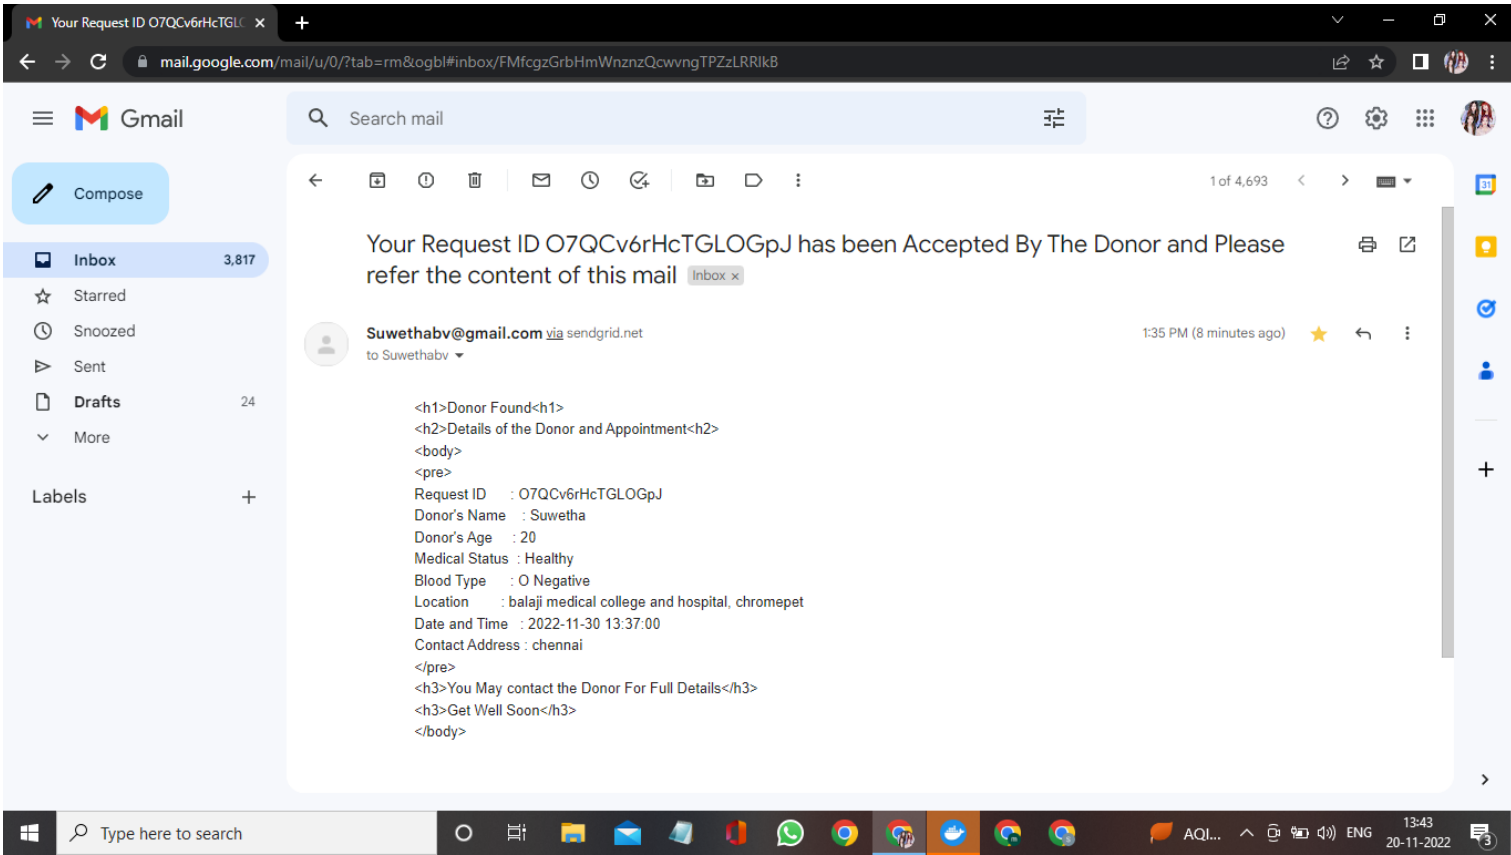 Your Request ID O7QCv6rHcTGLO
mail.google.com/mail/u/0/?tab=rm&ogbl#inbox/FMfcgzGrbHmWnznzQcwvngTPZzLRRlkB
Gmail
Search mail
Compose
1 of 4,693
Inbox 3,817
Starred
Snoozed
Sent
Drafts 24
More
Labels
Your Request ID O7QCv6rHcTGLOGpJ has been Accepted By The Donor and Please
refer the content of this mail Inbox x
Suwethabv@gmail.com via sendgrid.net 1:35 PM (8 minutes ago)
to Suwethabv
<h1>Donor Found<h1>
<h2>Details of the Donor and Appointment<h2>
<body>
<pre>
Request ID : O7QCv6rHcTGLOGpJ
Donor's Name : Suwetha
Donor's Age : 20
Medical Status : Healthy
Blood Type : O Negative
Location : balaji medical college and hospital, chromepet
Date and Time : 2022-11-30 13:37:00
Contact Address : chennai
</pre>
<h3>You May contact the Donor For Full Details</h3>
<h3>Get Well Soon</h3>
</body>
31
Type here to search
AQI... ENG 13:43
20-11-2022
3